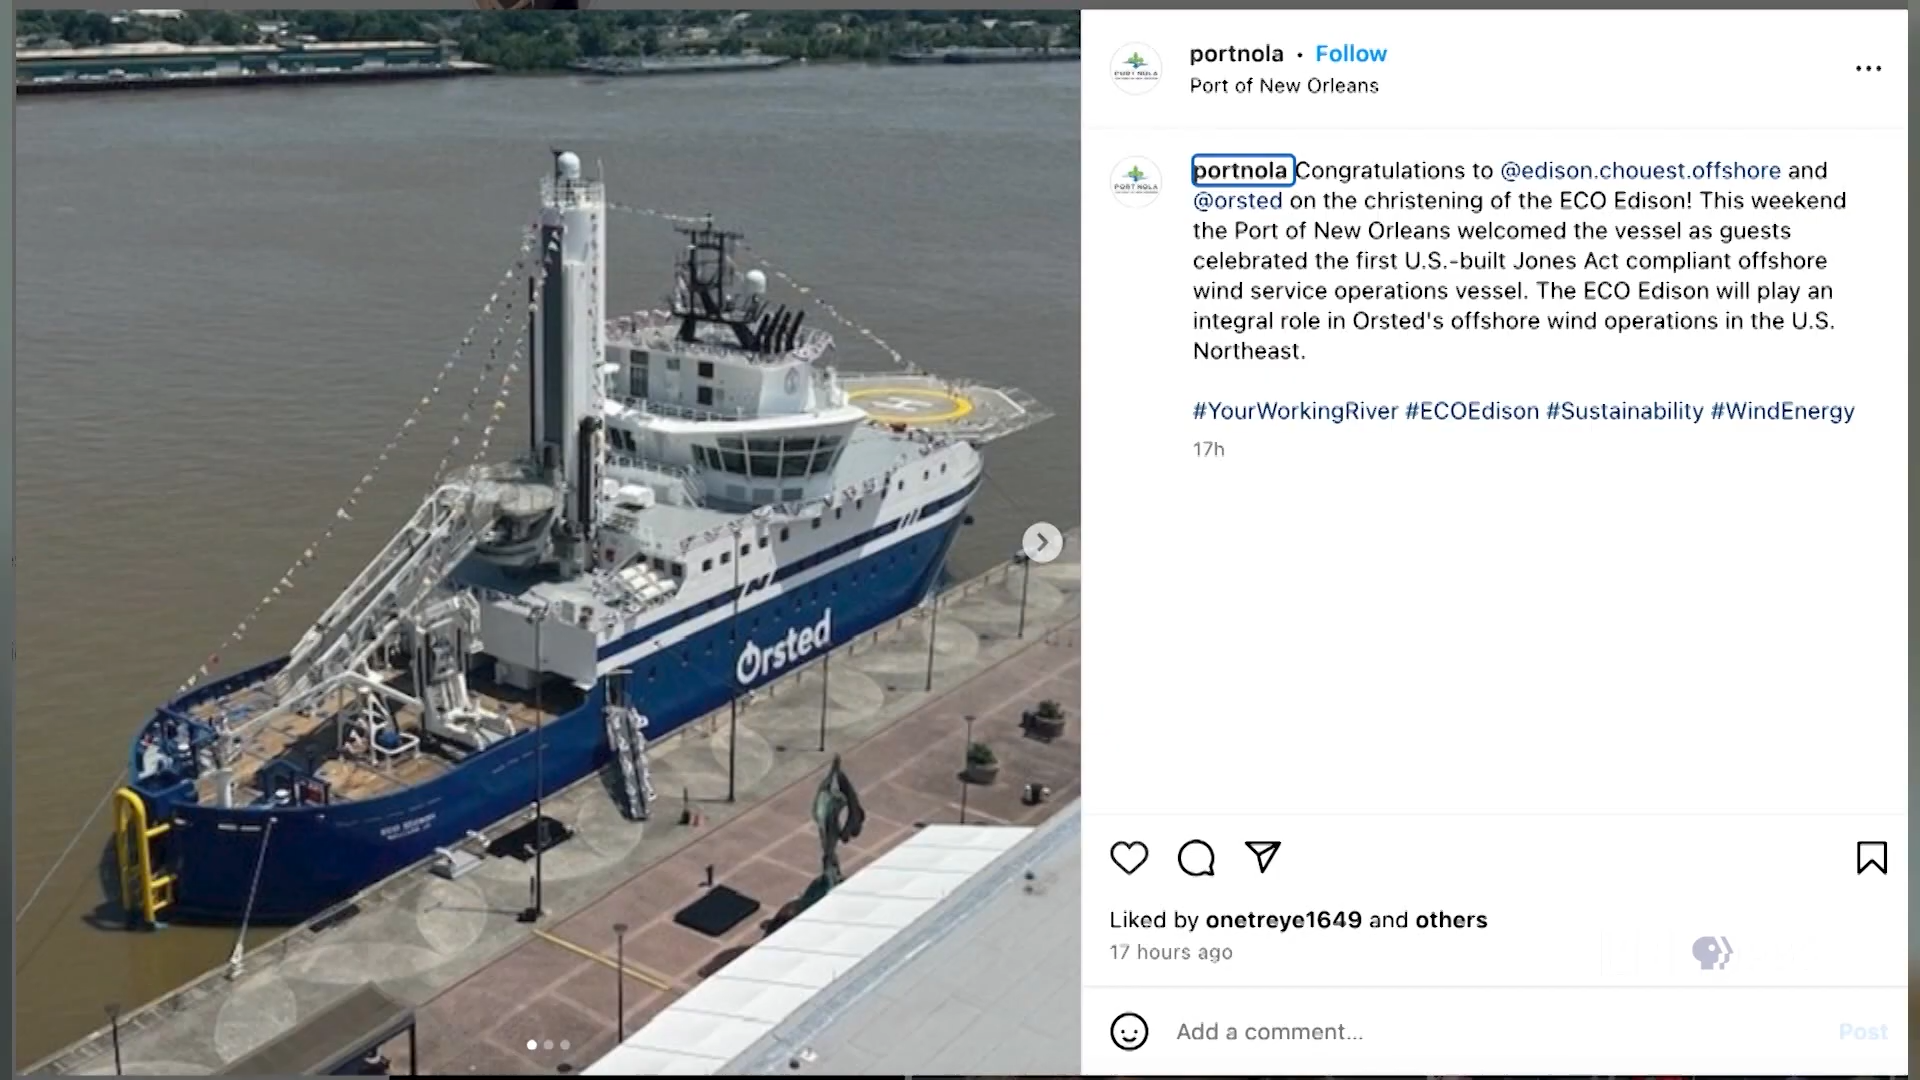 portnola • Follow
Port of New Orleans
PORT NOLA
portnola Congratulations to @edison.chouest.offshore and
@orsted on the christening of the ECO Edison! This weekend
the Port of New Orleans welcomed the vessel as guests
celebrated the first U.S.-built Jones Act compliant offshore
wind service operations vessel. The ECO Edison will play an
integral role in Orsted's offshore wind operations in the U.S.
Northeast.
#YourWorkingRiver #ECOEdison #Sustainability #WindEnergy
17h
PORT NOLA
Liked by onetreye1649 and others
17 hours ago
Add a comment...
Post
Ørsted
H